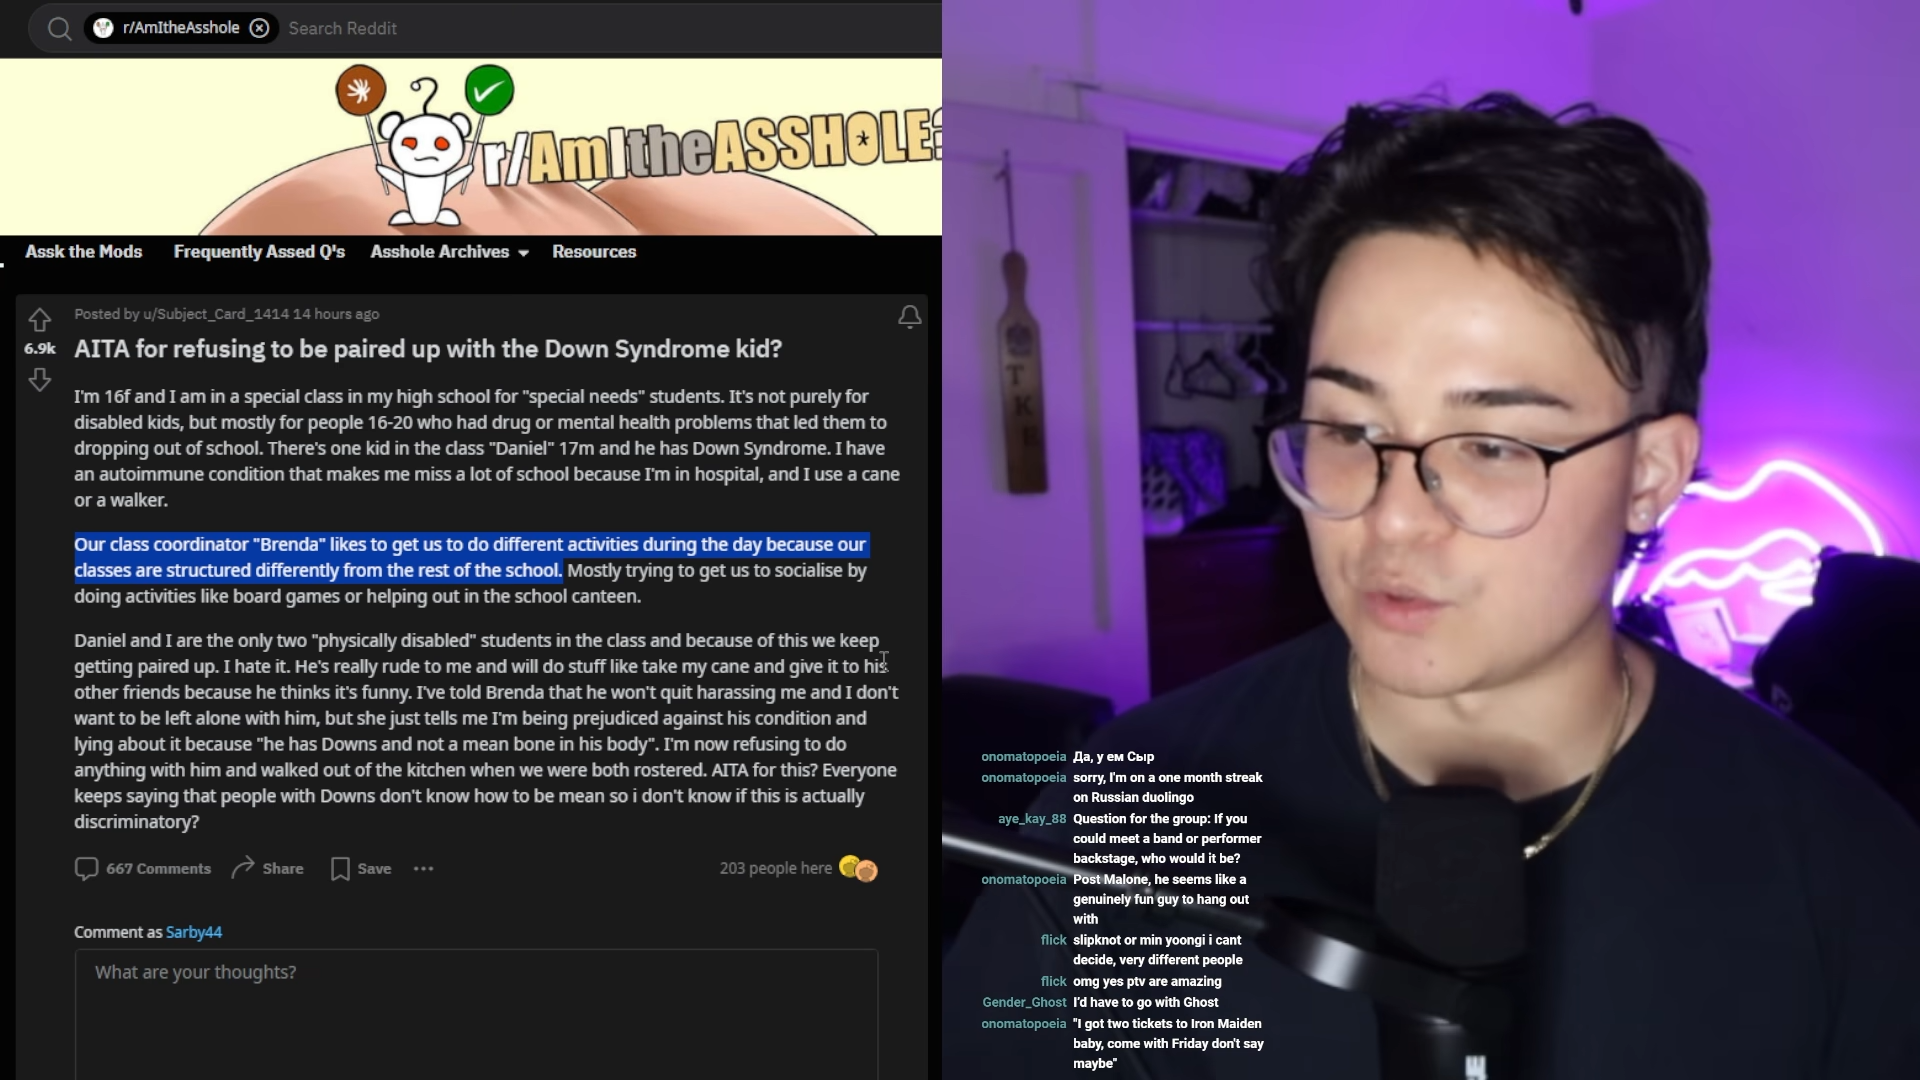 r/AmItheAsshole
Search Reddit
r/AmItheASSHOLE
Assk the Mods
Frequently Assed Q's
Asshole Archives
Resources
Posted by u/Subject_Card_1414 14 hours ago
6.9k
AITA for refusing to be paired up with the Down Syndrome kid?
I'm 16f and I am in a special class in my high school for "special needs" students. It's not purely for
disabled kids, but mostly for people 16-20 who had drug or mental health problems that led them to
dropping out of school. There's one kid in the class "Daniel" 17m and he has Down Syndrome. I have
an autoimmune condition that makes me miss a lot of school because I'm in hospital, and I use a cane
or a walker.
Our class coordinator "Brenda" likes to get us to do different activities during the day because our
classes are structured differently from the rest of the school. Mostly trying to get us to socialise by
doing activities like board games or helping out in the school canteen.
Daniel and I are the only two "physically disabled" students in the class and because of this we keep
getting paired up. I hate it. He's really rude to me and will do stuff like take my cane and give it to his
other friends because he thinks it's funny. I've told Brenda that he won't quit harassing me and I don't
want to be left alone with him, but she just tells me I'm being prejudiced against his condition and
lying about it because "he has Downs and not a mean bone in his body". I'm now refusing to do
anything with him and walked out of the kitchen when we were both rostered. AITA for this? Everyone
keeps saying that people with Downs don't know how to be mean so i don't know if this is actually
discriminatory?
667 Comments
Share
Save
203 people here
Comment as Sarby44
What are your thoughts?
TKE
onomatopoeia Да, у ем Сыр
onomatopoeia sorry, I'm on a one month streak
on Russian duolingo
aye_kay_88 Question for the group: If you
could meet a band or performer
backstage, who would it be?
onomatopoeia Post Malone, he seems like a
genuinely fun guy to hang out
with
flick slipknot or min yoongi i cant
decide, very different people
flick omg yes ptv are amazing
Gender_Ghost I'd have to go with Ghost
onomatopoeia "I got two tickets to Iron Maiden
baby, come with Friday don't say
maybe"